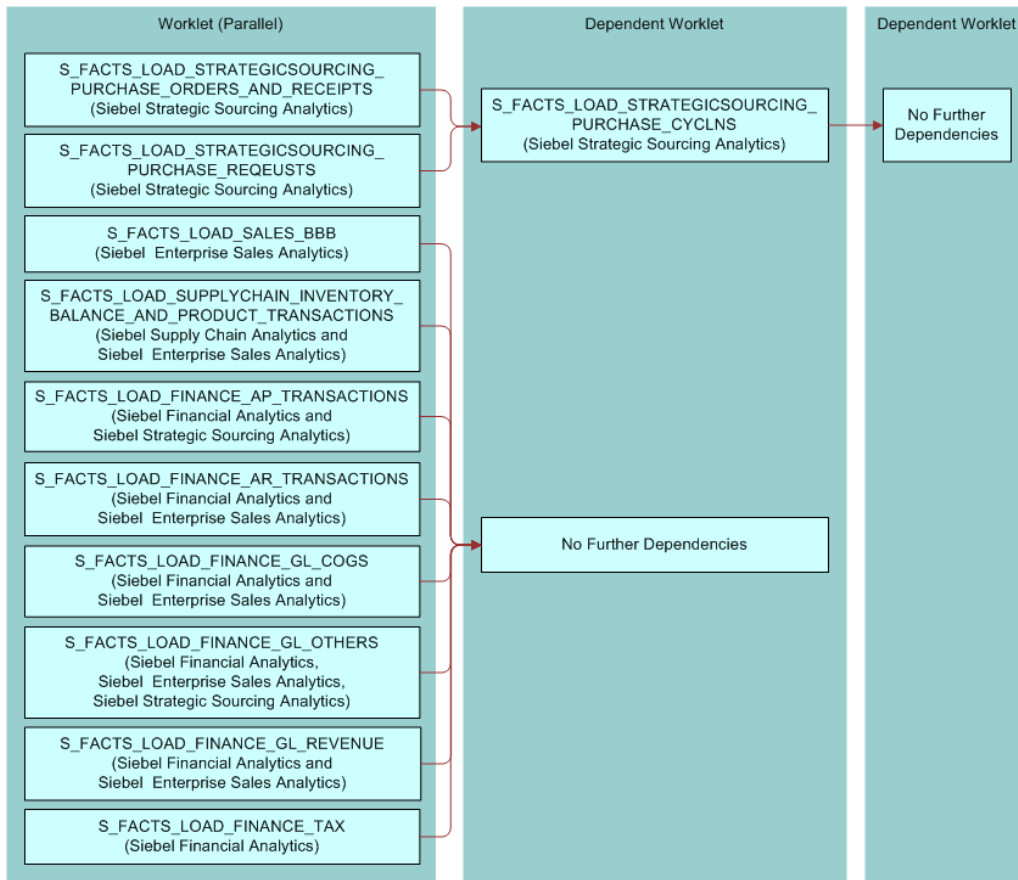 Worklet (Parallel)
S_FACTS_LOAD_STRATEGICSOURCING_
PURCHASE_ORDERS_AND_RECEIPTS
(Siebel Strategic Sourcing Analytics)
S_FACTS_LOAD_STRATEGICSOURCING_
PURCHASE_REQEUSTS
(Siebel Strategic Sourcing Analytics)
S_FACTS_LOAD_SALES_BBB
(Siebel Enterprise Sales Analytics)
S_FACTS_LOAD_SUPPLYCHAIN_INVENTORY_
BALANCE_AND_PRODUCT_TRANSACTIONS
(Siebel Supply Chain Analytics and
Siebel Enterprise Sales Analytics)
S_FACTS_LOAD_FINANCE_AP_TRANSACTIONS
(Siebel Financial Analytics and
Siebel Strategic Sourcing Analytics)
S_FACTS_LOAD_FINANCE_AR_TRANSACTIONS
(Siebel Financial Analytics and
Siebel Enterprise Sales Analytics)
S_FACTS_LOAD_FINANCE_GL_COGS
(Siebel Financial Analytics and
Siebel Enterprise Sales Analytics)
S_FACTS_LOAD_FINANCE_GL_OTHERS
(Siebel Financial Analytics,
Siebel Enterprise Sales Analytics,
Siebel Strategic Sourcing Analytics)
S_FACTS_LOAD_FINANCE_GL_REVENUE
(Siebel Financial Analytics and
Siebel Enterprise Sales Analytics)
S_FACTS_LOAD_FINANCE_TAX
(Siebel Financial Analytics)
Dependent Worklet
S_FACTS_LOAD_STRATEGICSOURCING_
PURCHASE_CYCLNS
(Siebel Strategic Sourcing Analytics)
No Further Dependencies
Dependent Worklet
No Further
Dependencies